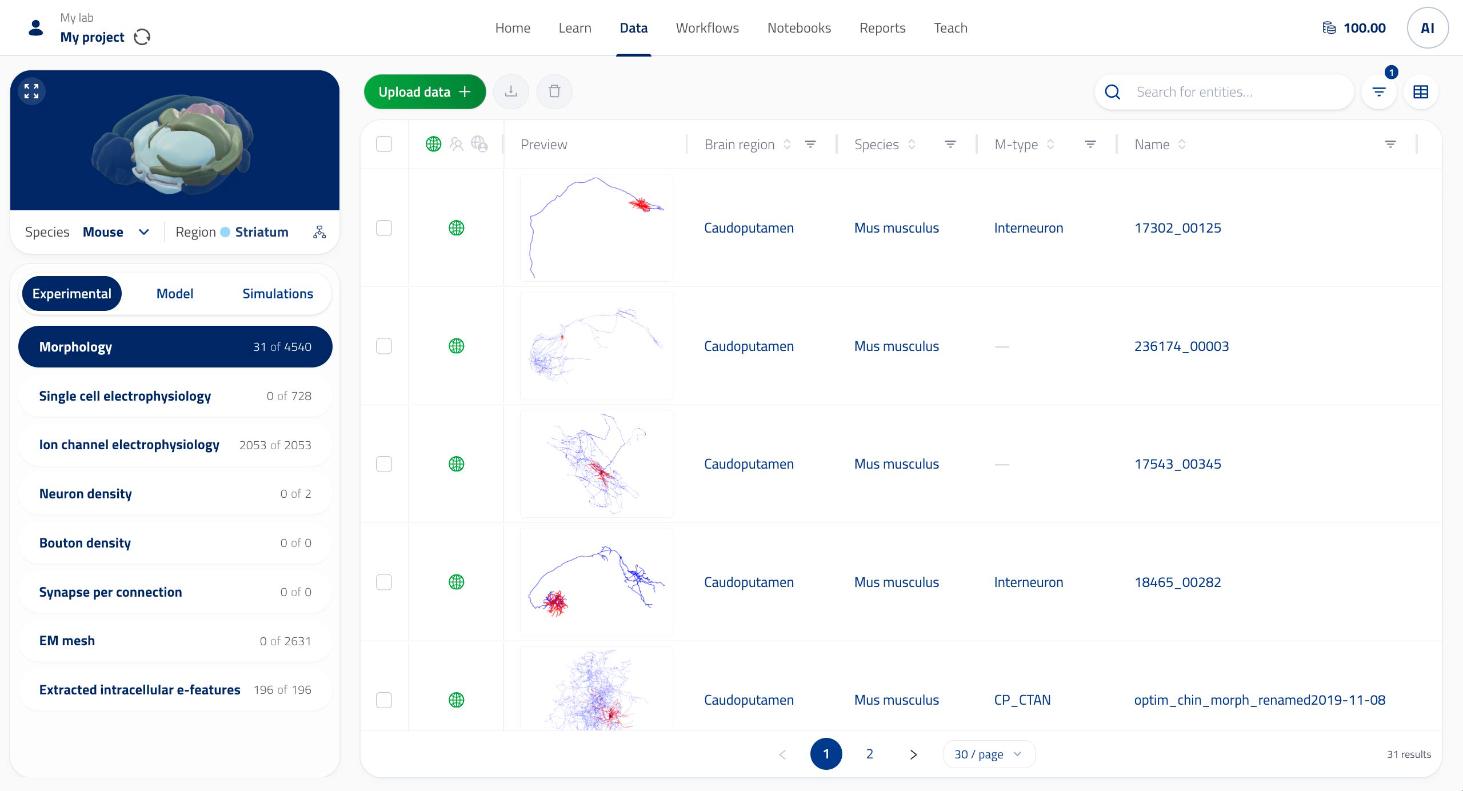 My lab
My project
Home Learn Data Workflows Notebooks Reports Teach
100.00 AI
Upload data +
Search for entities...
1
Species Mouse Region Striatum
Experimental Model Simulations
Morphology 31 of 4540
Single cell electrophysiology 0 of 728
Ion channel electrophysiology 2053 of 2053
Neuron density 0 of 2
Bouton density 0 of 0
Synapse per connection 0 of 0
EM mesh 0 of 2631
Extracted intracellular e-features 196 of 196
Preview Brain region Species M-type Name
Caudoputamen Mus musculus Interneuron 17302_00125
Caudoputamen Mus musculus — 236174_00003
Caudoputamen Mus musculus — 17543_00345
Caudoputamen Mus musculus Interneuron 18465_00282
Caudoputamen Mus musculus CP_CTAN optim_chin_morph_renamed2019-11-08
< 1 2 > 30 / page
31 results